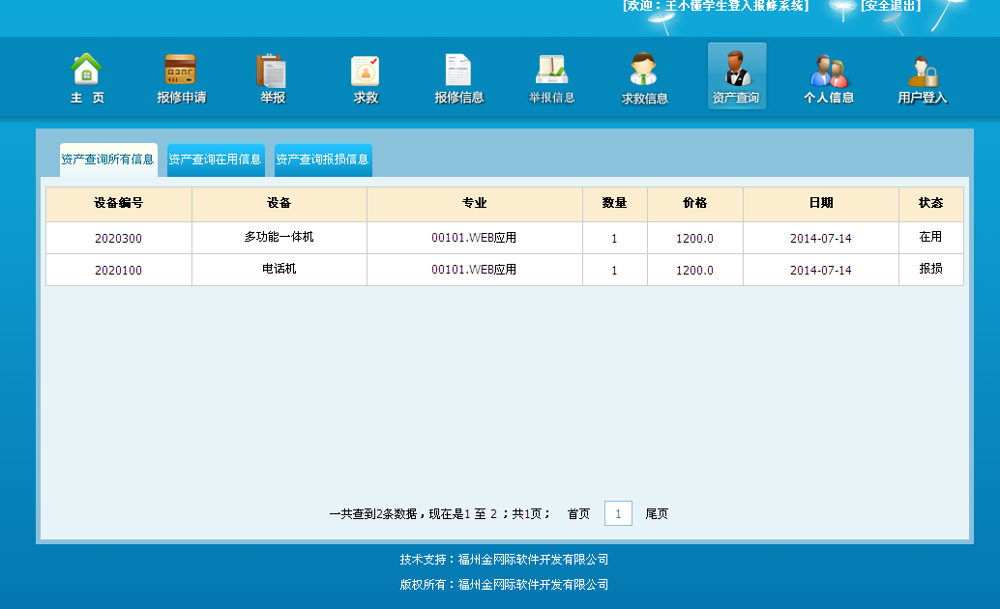 [欢迎：王小懂学生登入报修系统] [安全退出]
主 页 报修申请 举报 求救 报修信息 举报信息 求救信息 资产查询 个人信息 用户登入
资产查询所有信息 资产查询在用信息 资产查询报损信息
设备编号 设备 专业 数量 价格 日期 状态
2020300 多功能一体机 00101.WEB应用 1 1200.0 2014-07-14 在用
2020100 电话机 00101.WEB应用 1 1200.0 2014-07-14 报损
一共查到2条数据，现在是1 至 2 ；共1页； 首页 1 尾页
技术支持：福州金网际软件开发有限公司
版权所有：福州金网际软件开发有限公司